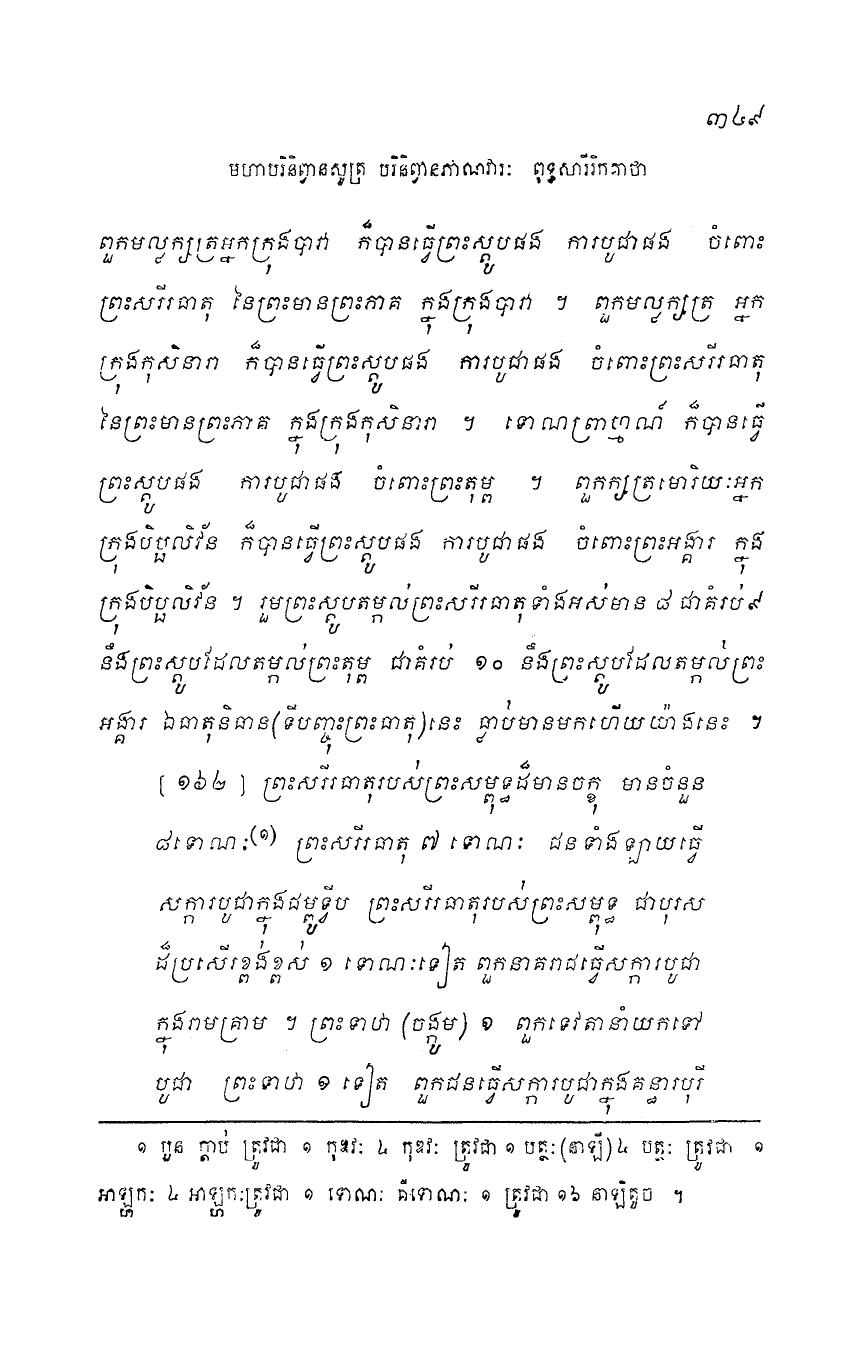 ៣៤៩
មហាបរិនិព្វានសូត្រ បរិនិព្វានភាណវារៈ ពុទ្ធសារីរិកគាថា
ពួកមល្លក្សត្រអ្នកក្រុងបាវា ក៏បានធ្វើព្រះស្តូបផង ការបូជាផង ចំពោះ
ព្រះសរីរធាតុ នៃព្រះមានព្រះភាគ ក្នុងក្រុងបាវា ។ ពួកមល្លក្សត្រ អ្នក
ក្រុងកុសិនារា ក៏បានធ្វើព្រះស្តូបផង ការបូជាផង ចំពោះព្រះសរីរធាតុ
នៃព្រះមានព្រះភាគ ក្នុងក្រុងកុសិនារា ។ ទោណព្រាហ្មណ៍ ក៏បានធ្វើ
ព្រះស្តូបផង ការបូជាផង ចំពោះព្រះតុម្ពៈ ។ ពួកក្សត្រមោរិយៈអ្នក
ក្រុងបិប្ផលិវ័ន ក៏បានធ្វើព្រះស្តូបផង ការបូជាផង ចំពោះព្រះអង្គារ ក្នុង
ក្រុងបិប្ផលិវ័ន ។ រួមព្រះស្តូបតម្កល់ព្រះសរីរធាតុទាំងអស់មាន ៨ ជាគំរប់៩
នឹងព្រះស្តូបដែលតម្កល់ព្រះតុម្ព ជាគំរប់ ១០ នឹងព្រះស្តូបដែលតម្កល់ព្រះ
អង្គារ ឯធាតុនិធាន(ទីបញ្ចុះព្រះធាតុ)នេះ ធ្លាប់មានមកហើយយ៉ាងនេះ ។
[ ១៦២ ] ព្រះសរីរធាតុរបស់ព្រះសម្ពុទ្ធដ៏មានចក្ខុ មានចំនួន
៨ទោណៈ(១) ព្រះសរីរធាតុ ៧ ទោណៈ ជនទាំងឡាយធ្វើ
សក្ការបូជាក្នុងជម្ពូទ្វីប ព្រះសរីរធាតុរបស់ព្រះសម្ពុទ្ធ ជាបុរស
ដ៏ប្រសើរខ្ពង់ខ្ពស់ ១ ទោណៈទៀត ពួកនាគរាជធ្វើសក្ការបូជា
ក្នុងរាមគ្រាម ។ ព្រះទាឋា (ចង្កូម) ១ ពួកទេវតានាំយកទៅ
បូជា ព្រះទាឋា ១ ទៀត ពួកជនធ្វើសក្ការបូជាក្នុងគន្ធារបុរី
១ បួន ក្តាប់ ត្រូវជា ១ កុឌវៈ ៤ កុឌវៈ ត្រូវជា ១ បត្ថៈ(នាឡី)៤ បត្ថៈ ត្រូវជា ១
អាឡ្ហកៈ ៤ អាឡ្ហកៈត្រូវជា ១ ទោណៈ គឺទោណៈ ១ ត្រូវជា ១៦ នាឡិតូច ។